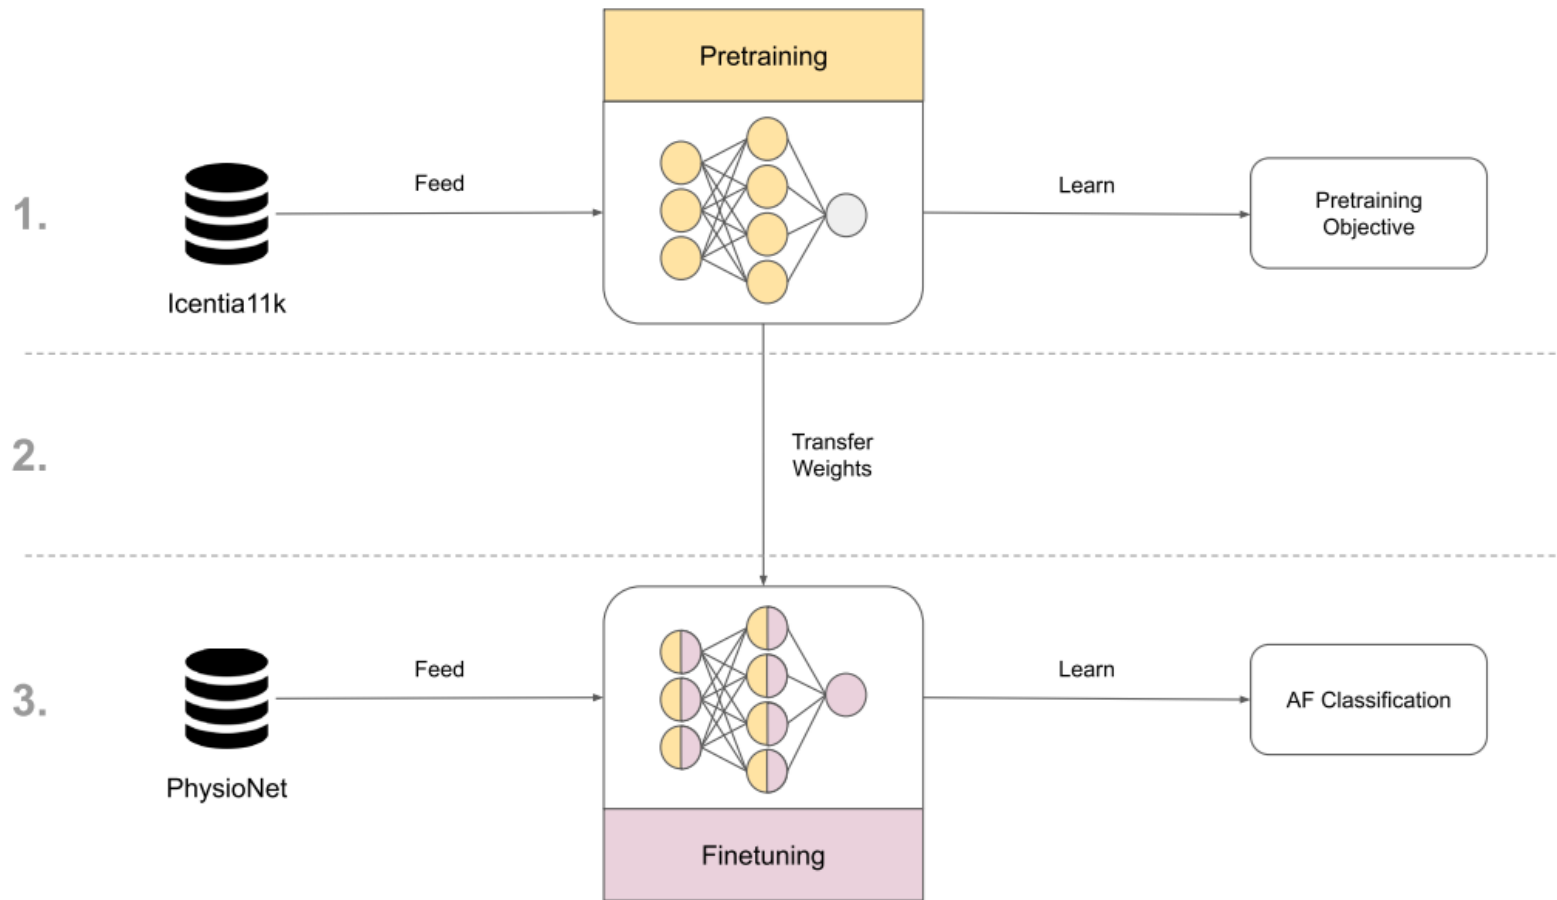 Pretraining
1.
Feed
Learn
Pretraining
Objective
Icentia11k
2.
Transfer
Weights
3.
Feed
Learn
AF Classification
PhysioNet
Finetuning